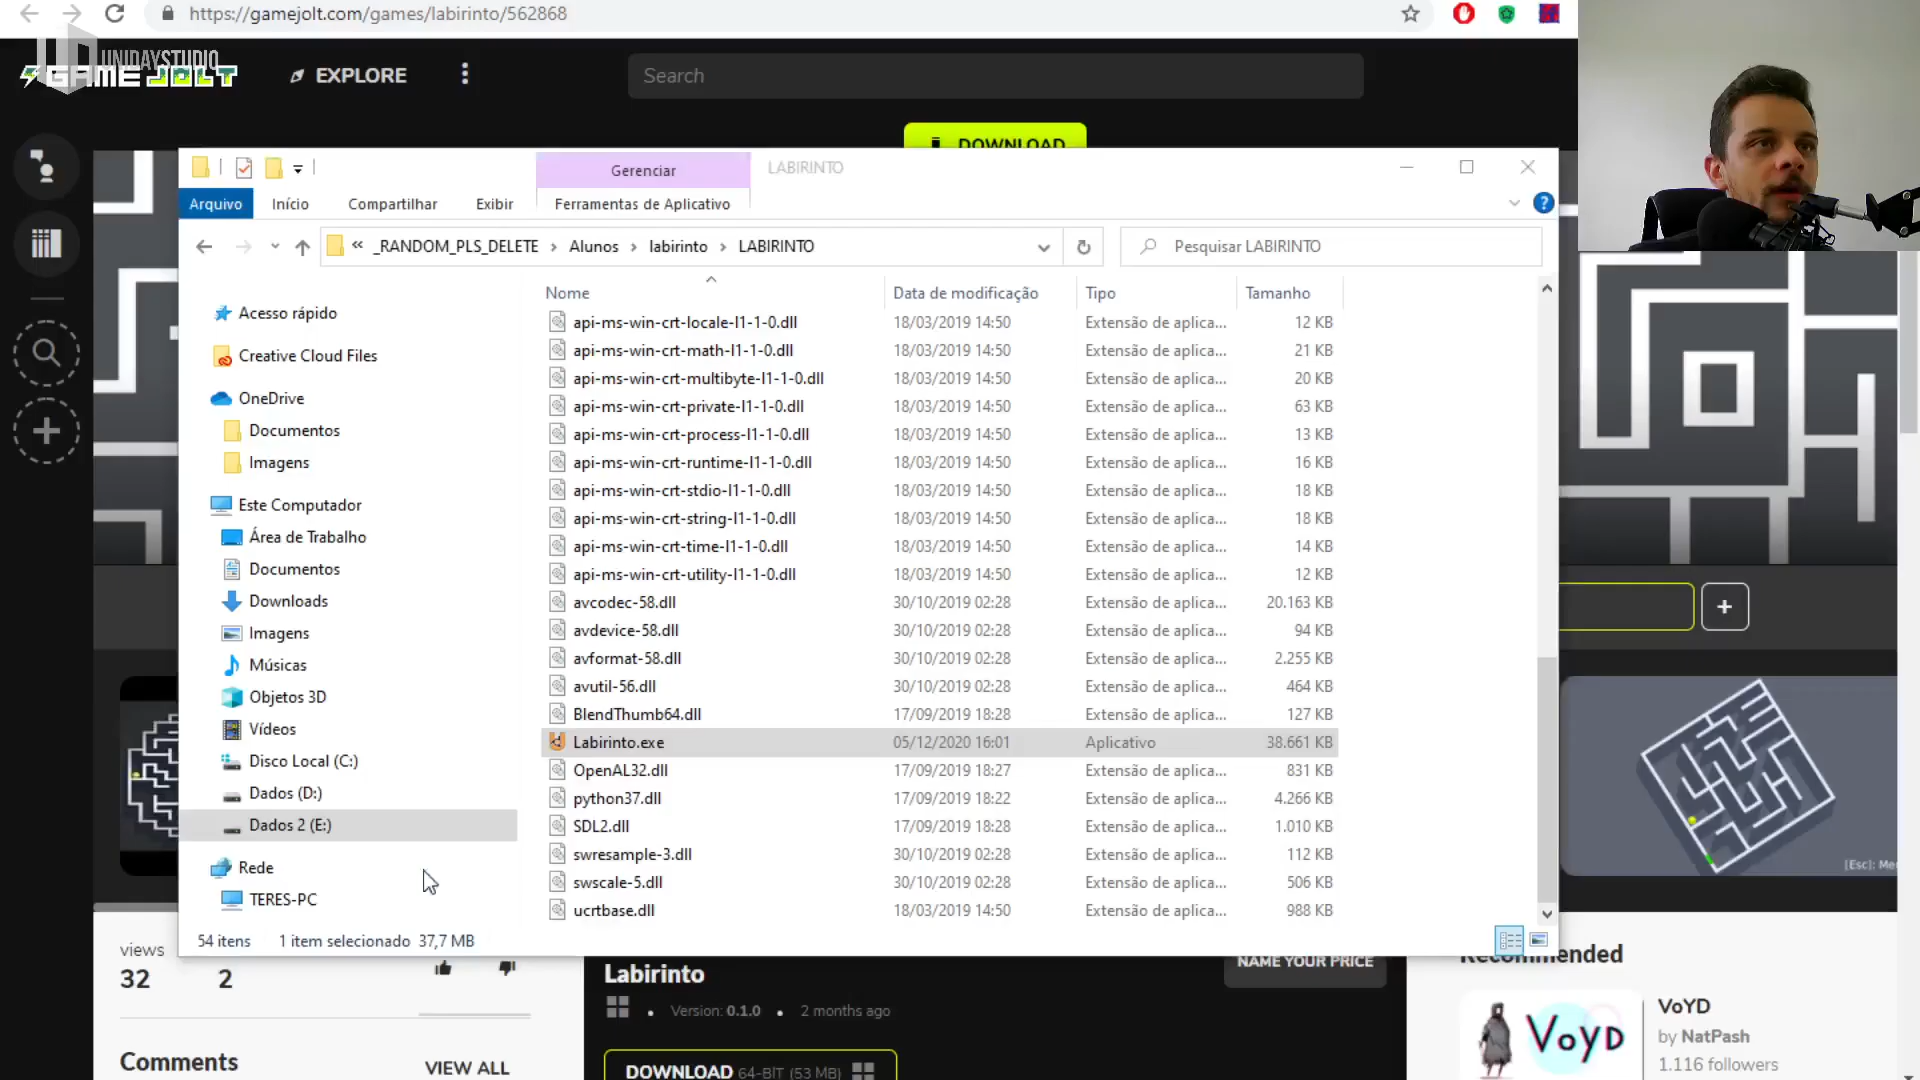 https://gamejolt.com/games/labirinto/562868
UNIDAYSTUDIO
GAME JOLT
EXPLORE
Search
DOWNLOAD
Gerenciar
LABIRINTO
Arquivo
Início
Compartilhar
Exibir
Ferramentas de Aplicativo
« _RANDOM_PLS_DELETE › Alunos › labirinto › LABIRINTO
Pesquisar LABIRINTO
Nome
Data de modificação
Tipo
Tamanho
Acesso rápido
Creative Cloud Files
OneDrive
Documentos
Imagens
Este Computador
Área de Trabalho
Documentos
Downloads
Imagens
Músicas
Objetos 3D
Vídeos
Disco Local (C:)
Dados (D:)
Dados 2 (E:)
Rede
TERES-PC
api-ms-win-crt-locale-l1-1-0.dll 18/03/2019 14:50 Extensão de aplica... 12 KB
api-ms-win-crt-math-l1-1-0.dll 18/03/2019 14:50 Extensão de aplica... 21 KB
api-ms-win-crt-multibyte-l1-1-0.dll 18/03/2019 14:50 Extensão de aplica... 20 KB
api-ms-win-crt-private-l1-1-0.dll 18/03/2019 14:50 Extensão de aplica... 63 KB
api-ms-win-crt-process-l1-1-0.dll 18/03/2019 14:50 Extensão de aplica... 13 KB
api-ms-win-crt-runtime-l1-1-0.dll 18/03/2019 14:50 Extensão de aplica... 16 KB
api-ms-win-crt-stdio-l1-1-0.dll 18/03/2019 14:50 Extensão de aplica... 18 KB
api-ms-win-crt-string-l1-1-0.dll 18/03/2019 14:50 Extensão de aplica... 18 KB
api-ms-win-crt-time-l1-1-0.dll 18/03/2019 14:50 Extensão de aplica... 14 KB
api-ms-win-crt-utility-l1-1-0.dll 18/03/2019 14:50 Extensão de aplica... 12 KB
avcodec-58.dll 30/10/2019 02:28 Extensão de aplica... 20.163 KB
avdevice-58.dll 30/10/2019 02:28 Extensão de aplica... 94 KB
avformat-58.dll 30/10/2019 02:28 Extensão de aplica... 2.255 KB
avutil-56.dll 30/10/2019 02:28 Extensão de aplica... 464 KB
BlendThumb64.dll 17/09/2019 18:28 Extensão de aplica... 127 KB
Labirinto.exe 05/12/2020 16:01 Aplicativo 38.661 KB
OpenAL32.dll 17/09/2019 18:27 Extensão de aplica... 831 KB
python37.dll 17/09/2019 18:22 Extensão de aplica... 4.266 KB
SDL2.dll 17/09/2019 18:28 Extensão de aplica... 1.010 KB
swresample-3.dll 30/10/2019 02:28 Extensão de aplica... 112 KB
swscale-5.dll 30/10/2019 02:28 Extensão de aplica... 506 KB
ucrtbase.dll 18/03/2019 14:50 Extensão de aplica... 988 KB
54 itens 1 item selecionado 37,7 MB
[Esc]: Me
views
32
2
Comments
VIEW ALL
Labirinto
Version: 0.1.0 • 2 months ago
NAME YOUR PRICE
DOWNLOAD 64-BIT (53 MB)
Recommended
VOYD
VoYD
by NatPash
1.116 followers